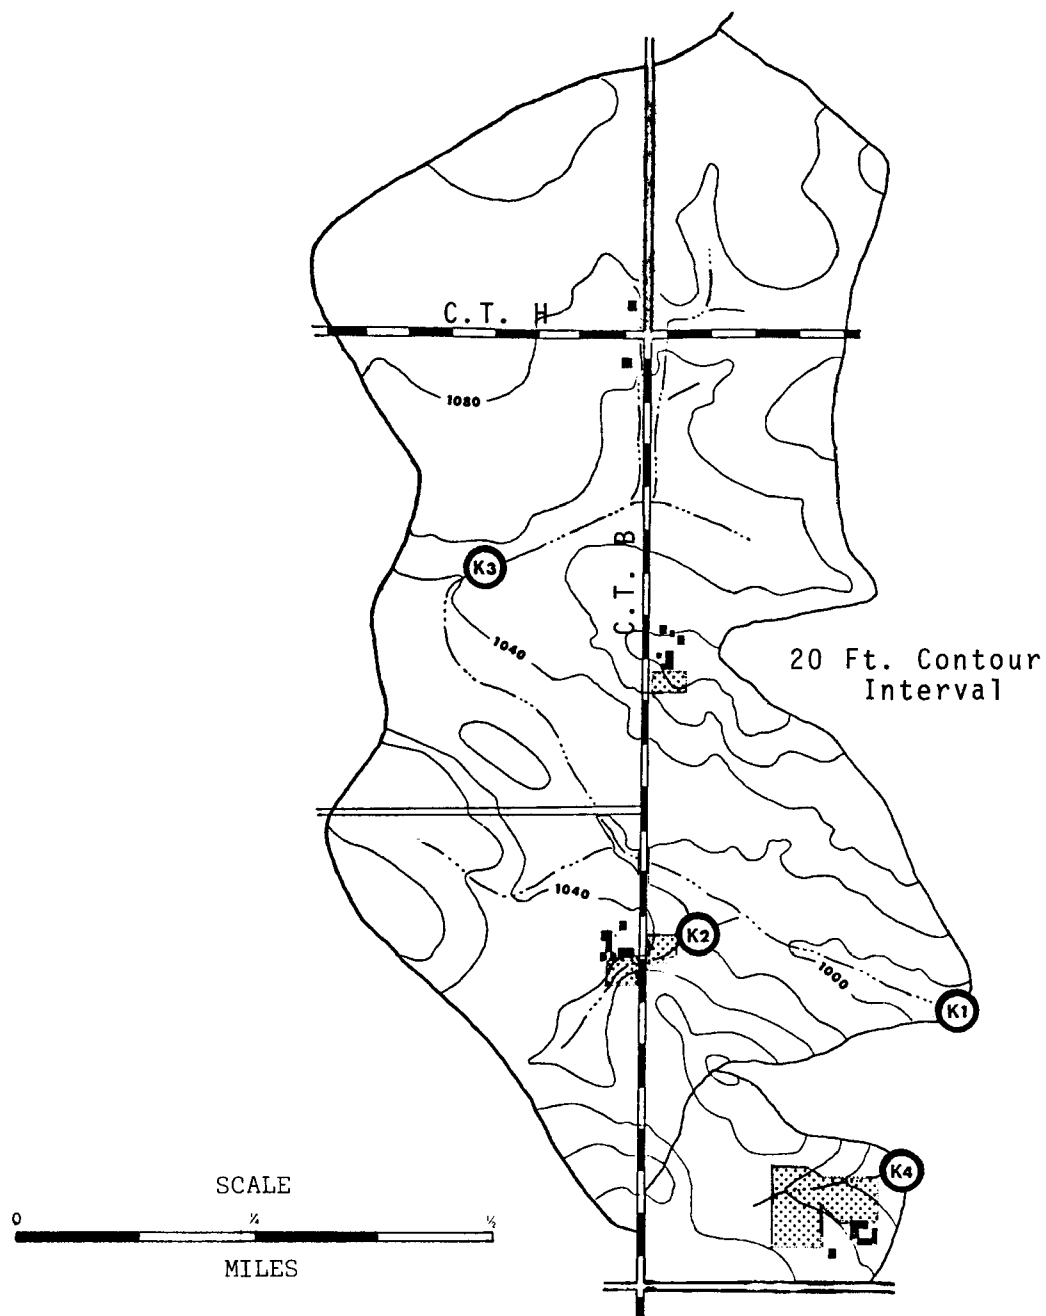 C.T. H
1080
K3
C.T. B
1040
20 Ft. Contour
Interval
1040
K2
1000
K1
K4
SCALE
0 ¼ ½
MILES